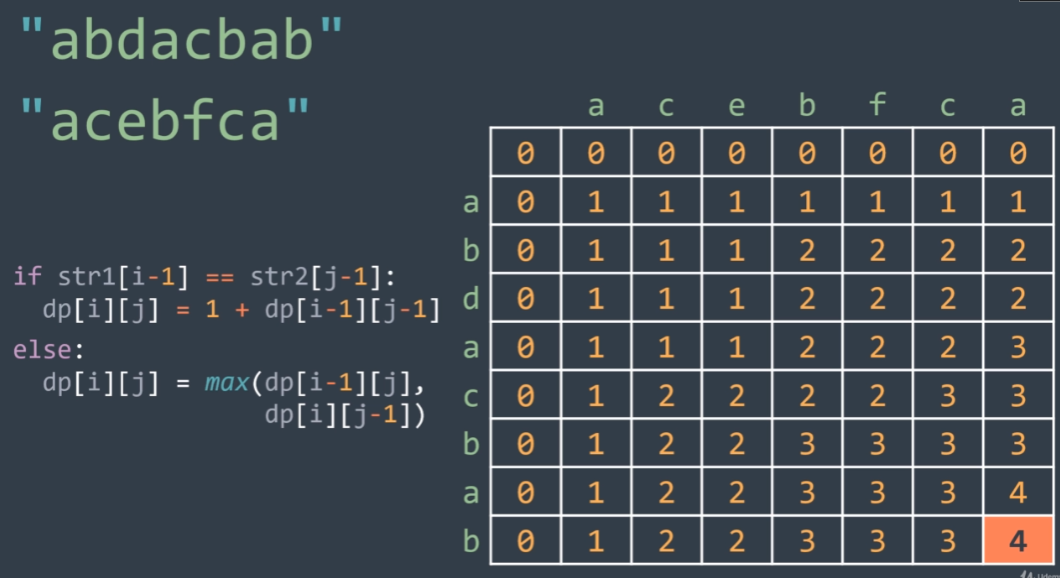 "abdacbab"
"acebfca"
if str1[i-1] == str2[j-1]:
  dp[i][j] = 1 + dp[i-1][j-1]
else:
  dp[i][j] = max(dp[i-1][j],
                 dp[i][j-1])
a c e b f c a
0 0 0 0 0 0 0 0
a 0 1 1 1 1 1 1 1
b 0 1 1 1 2 2 2 2
d 0 1 1 1 2 2 2 2
a 0 1 1 1 2 2 2 3
c 0 1 2 2 2 2 3 3
b 0 1 2 2 3 3 3 3
a 0 1 2 2 3 3 3 4
b 0 1 2 2 3 3 3 4